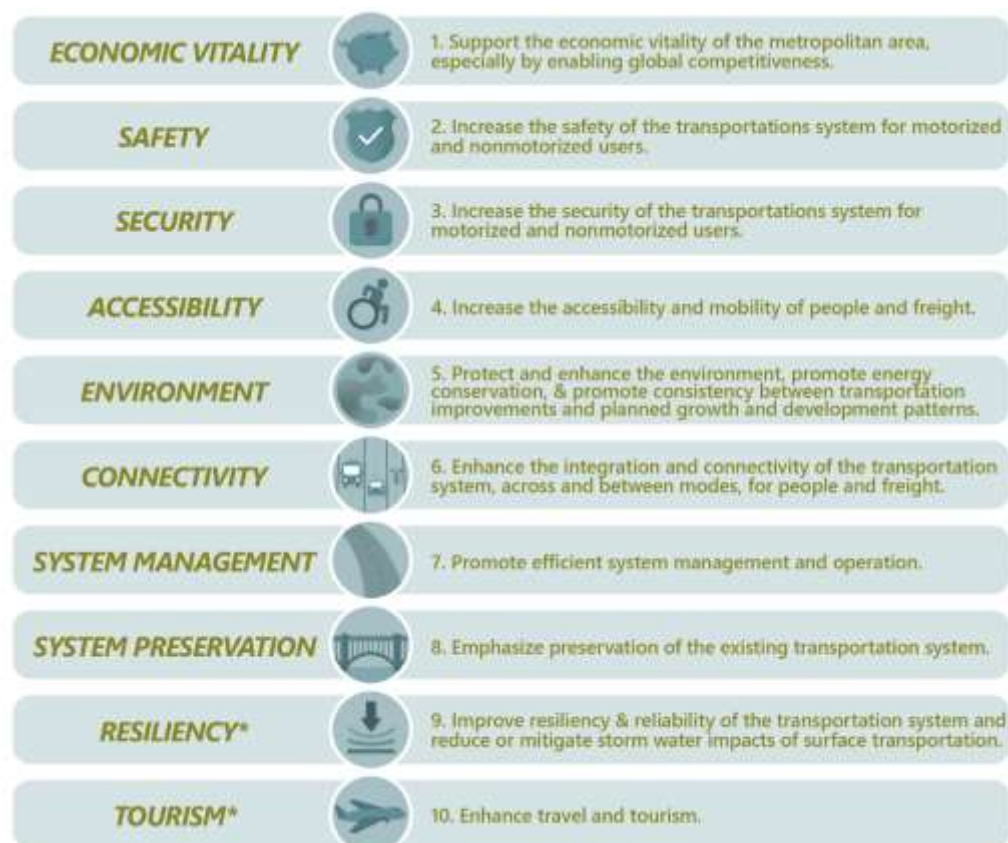 ECONOMIC VITALITY
1. Support the economic vitality of the metropolitan area,
especially by enabling global competitiveness.
SAFETY
2. Increase the safety of the transportations system for motorized
and nonmotorized users.
SECURITY
3. Increase the security of the transportations system for
motorized and nonmotorized users.
ACCESSIBILITY
4. Increase the accessibility and mobility of people and freight.
ENVIRONMENT
5. Protect and enhance the environment, promote energy
conservation, & promote consistency between transportation
improvements and planned growth and development patterns.
CONNECTIVITY
6. Enhance the integration and connectivity of the transportation
system, across and between modes, for people and freight.
SYSTEM MANAGEMENT
7. Promote efficient system management and operation.
SYSTEM PRESERVATION
8. Emphasize preservation of the existing transportation system.
RESILIENCY*
9. Improve resiliency & reliability of the transportation system and
reduce or mitigate storm water impacts of surface transportation.
TOURISM*
10. Enhance travel and tourism.